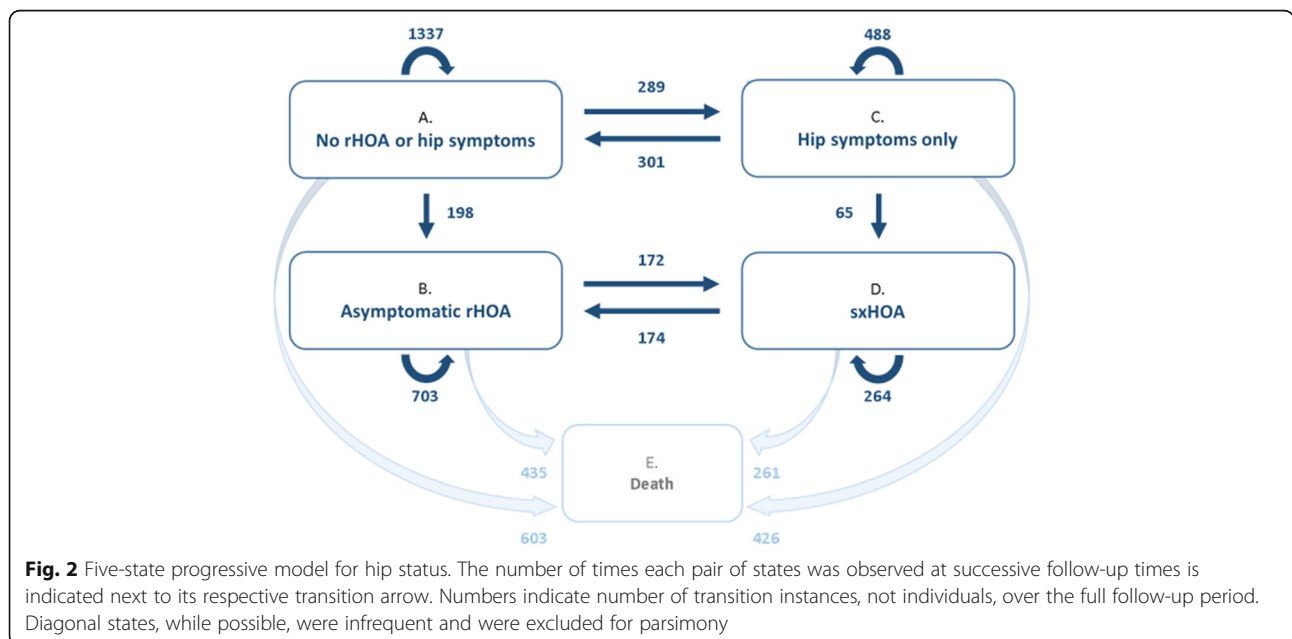 1337
488
A.
No rHOA or hip symptoms
289
301
C.
Hip symptoms only
198
65
B.
Asymptomatic rHOA
172
174
D.
sxHOA
703
264
E.
Death
435
261
603
426
Fig. 2 Five-state progressive model for hip status. The number of times each pair of states was observed at successive follow-up times is
indicated next to its respective transition arrow. Numbers indicate number of transition instances, not individuals, over the full follow-up period.
Diagonal states, while possible, were infrequent and were excluded for parsimony